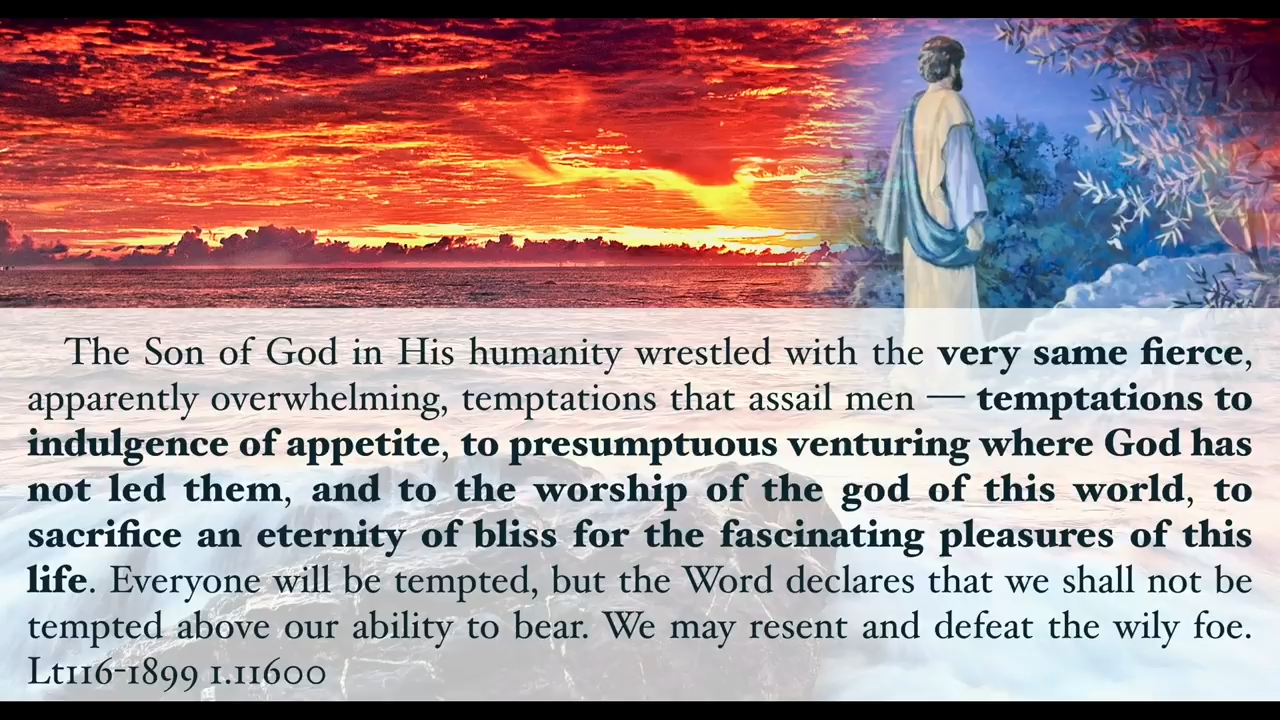 The Son of God in His humanity wrestled with the very same fierce,
apparently overwhelming, temptations that assail men — temptations to
indulgence of appetite, to presumptuous venturing where God has
not led them, and to the worship of the god of this world, to
sacrifice an eternity of bliss for the fascinating pleasures of this
life. Everyone will be tempted, but the Word declares that we shall not be
tempted above our ability to bear. We may resent and defeat the wily foe.
Lt116-1899 1.11600